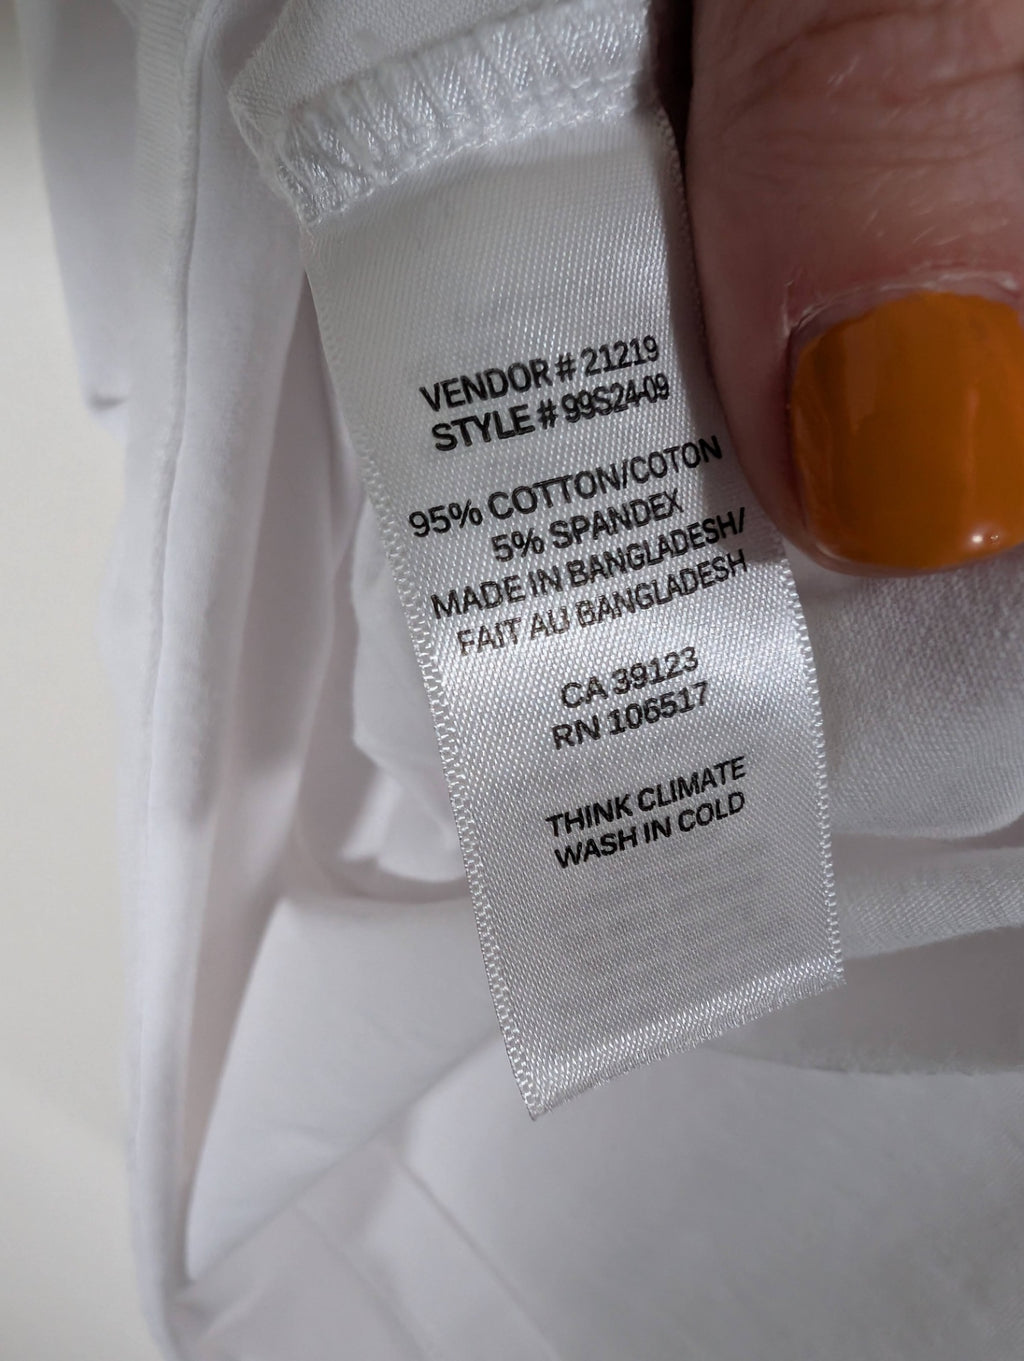 VENDOR # 21219
STYLE # 99S24-09
95% COTTON/COTON
5% SPANDEX
MADE IN BANGLADESH/
FAIT AU BANGLADESH
CA 39123
RN 106517
THINK CLIMATE
WASH IN COLD